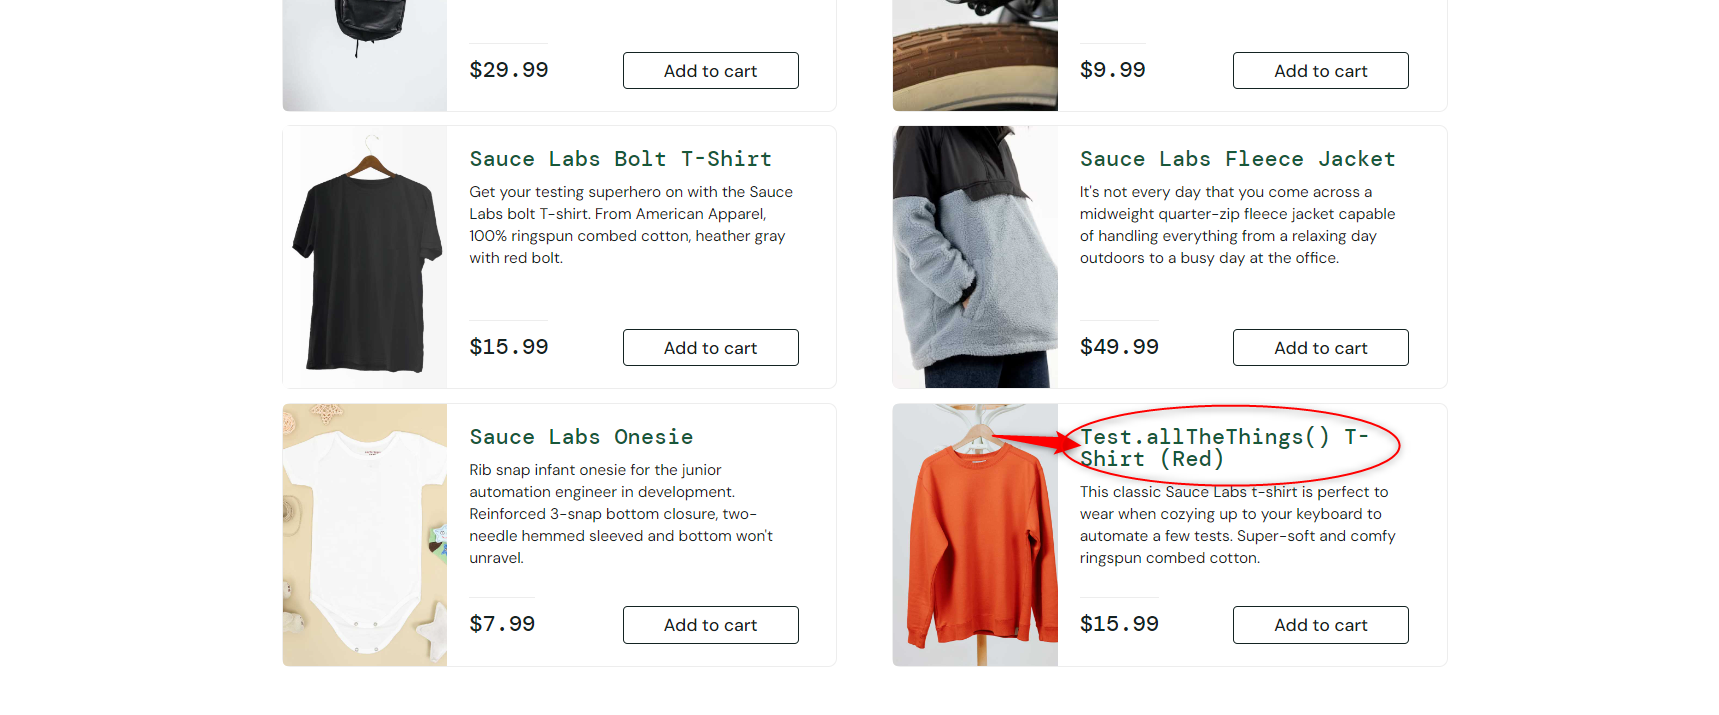 $29.99
Add to cart
$9.99
Add to cart
Sauce Labs Bolt T-Shirt
Get your testing superhero on with the Sauce
Labs bolt T-shirt. From American Apparel,
100% ringspun combed cotton, heather gray
with red bolt.
$15.99
Add to cart
Sauce Labs Fleece Jacket
It's not every day that you come across a
midweight quarter-zip fleece jacket capable
of handling everything from a relaxing day
outdoors to a busy day at the office.
$49.99
Add to cart
Sauce Labs Onesie
Rib snap infant onesie for the junior
automation engineer in development.
Reinforced 3-snap bottom closure, two-
needle hemmed sleeved and bottom won't
unravel.
$7.99
Add to cart
Test.allTheThings() T-
Shirt (Red)
This classic Sauce Labs t-shirt is perfect to
wear when cozying up to your keyboard to
automate a few tests. Super-soft and comfy
ringspun combed cotton.
$15.99
Add to cart